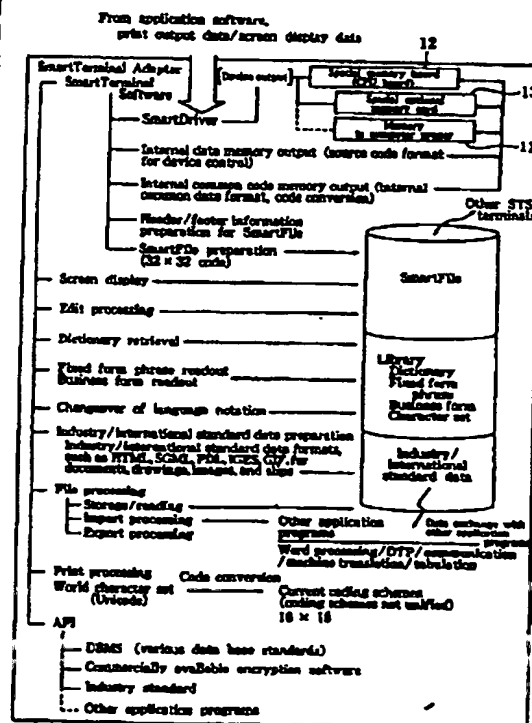 From application software,
print output data/screen display data
12
SmartTerminal Adapter
SmartTerminal
Software
[Device output]
Special memory board
(CPU board)
13
Special optional
memory card
SmartDriver
Memory
in computer proper
11
Internal data memory output (source code format
for device control)
Internal common code memory output (internal
common data format, code conversion)
Other STS
terminals
Header/footer information
preparation for SmartFile
SmartFile preparation
(32 × 32 code)
SmartFile
Screen display
Edit processing
Dictionary retrieval
Library
Dictionary
Fixed form
phrase
Business form
Character set
Fixed form phrase readout
Business form readout
Changeover of language notation
Industry/international standard data preparation
Industry/international standard data formats,
such as HTML, SGML, PDL, IGES, GIF, for
documents, drawings, images, and slips
Industry/
International
standard data
File processing
Storage/reading
Import processing
Export processing
Other application
programs
Data exchange with
other application
programs
Word processing/DTP/communication
/machine translation/tabulation
Print processing
Code conversion
World character set
(Unicode)
Current coding schemes
(coding schemes not unified)
16 × 16
API
DBMS (various data base standards)
Commercially available encryption software
Industry standard
Other application programs